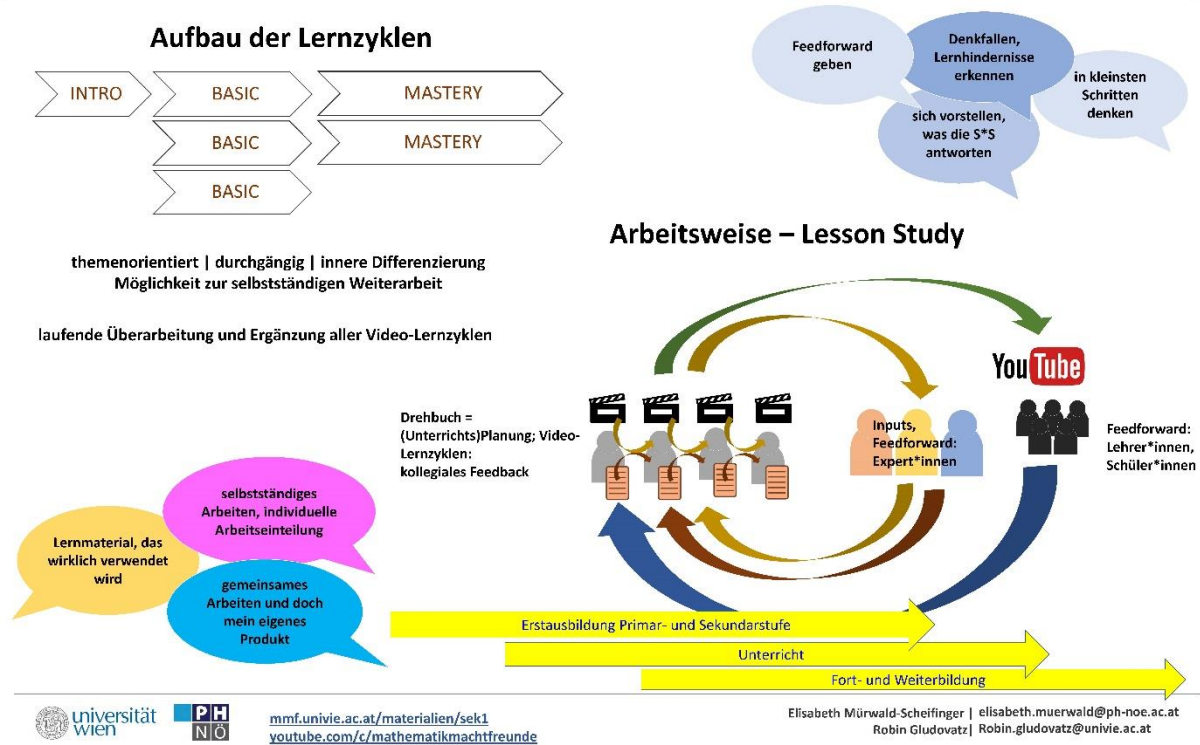 Aufbau der Lernzyklen
INTRO
BASIC
MASTERY
BASIC
MASTERY
BASIC
themenorientiert | durchgängig | innere Differenzierung
Möglichkeit zur selbstständigen Weiterarbeit
laufende Überarbeitung und Ergänzung aller Video-Lernzyklen
Feedforward
geben
Denkfallen,
Lernhindernisse
erkennen
in kleinsten
Schritten
denken
sich vorstellen,
was die S*S
antworten
Arbeitsweise – Lesson Study
YouTube
Drehbuch =
(Unterrichts)Planung; Video-
Lernzyklen:
kollegiales Feedback
Inputs,
Feedforward:
Expert*innen
Feedforward:
Lehrer*innen,
Schüler*innen
selbstständiges
Arbeiten, individuelle
Arbeitseinteilung
Lernmaterial, das
wirklich verwendet
wird
gemeinsames
Arbeiten und doch
mein eigenes
Produkt
Erstausbildung Primar- und Sekundarstufe
Unterricht
Fort- und Weiterbildung
universität
wien
PH
NÖ
mmf.univie.ac.at/materialien/sek1
youtube.com/c/mathematikmachtfreunde
Elisabeth Mürwald-Scheifinger | elisabeth.muerwald@ph-noe.ac.at
Robin Gludovatz | Robin.gludovatz@univie.ac.at